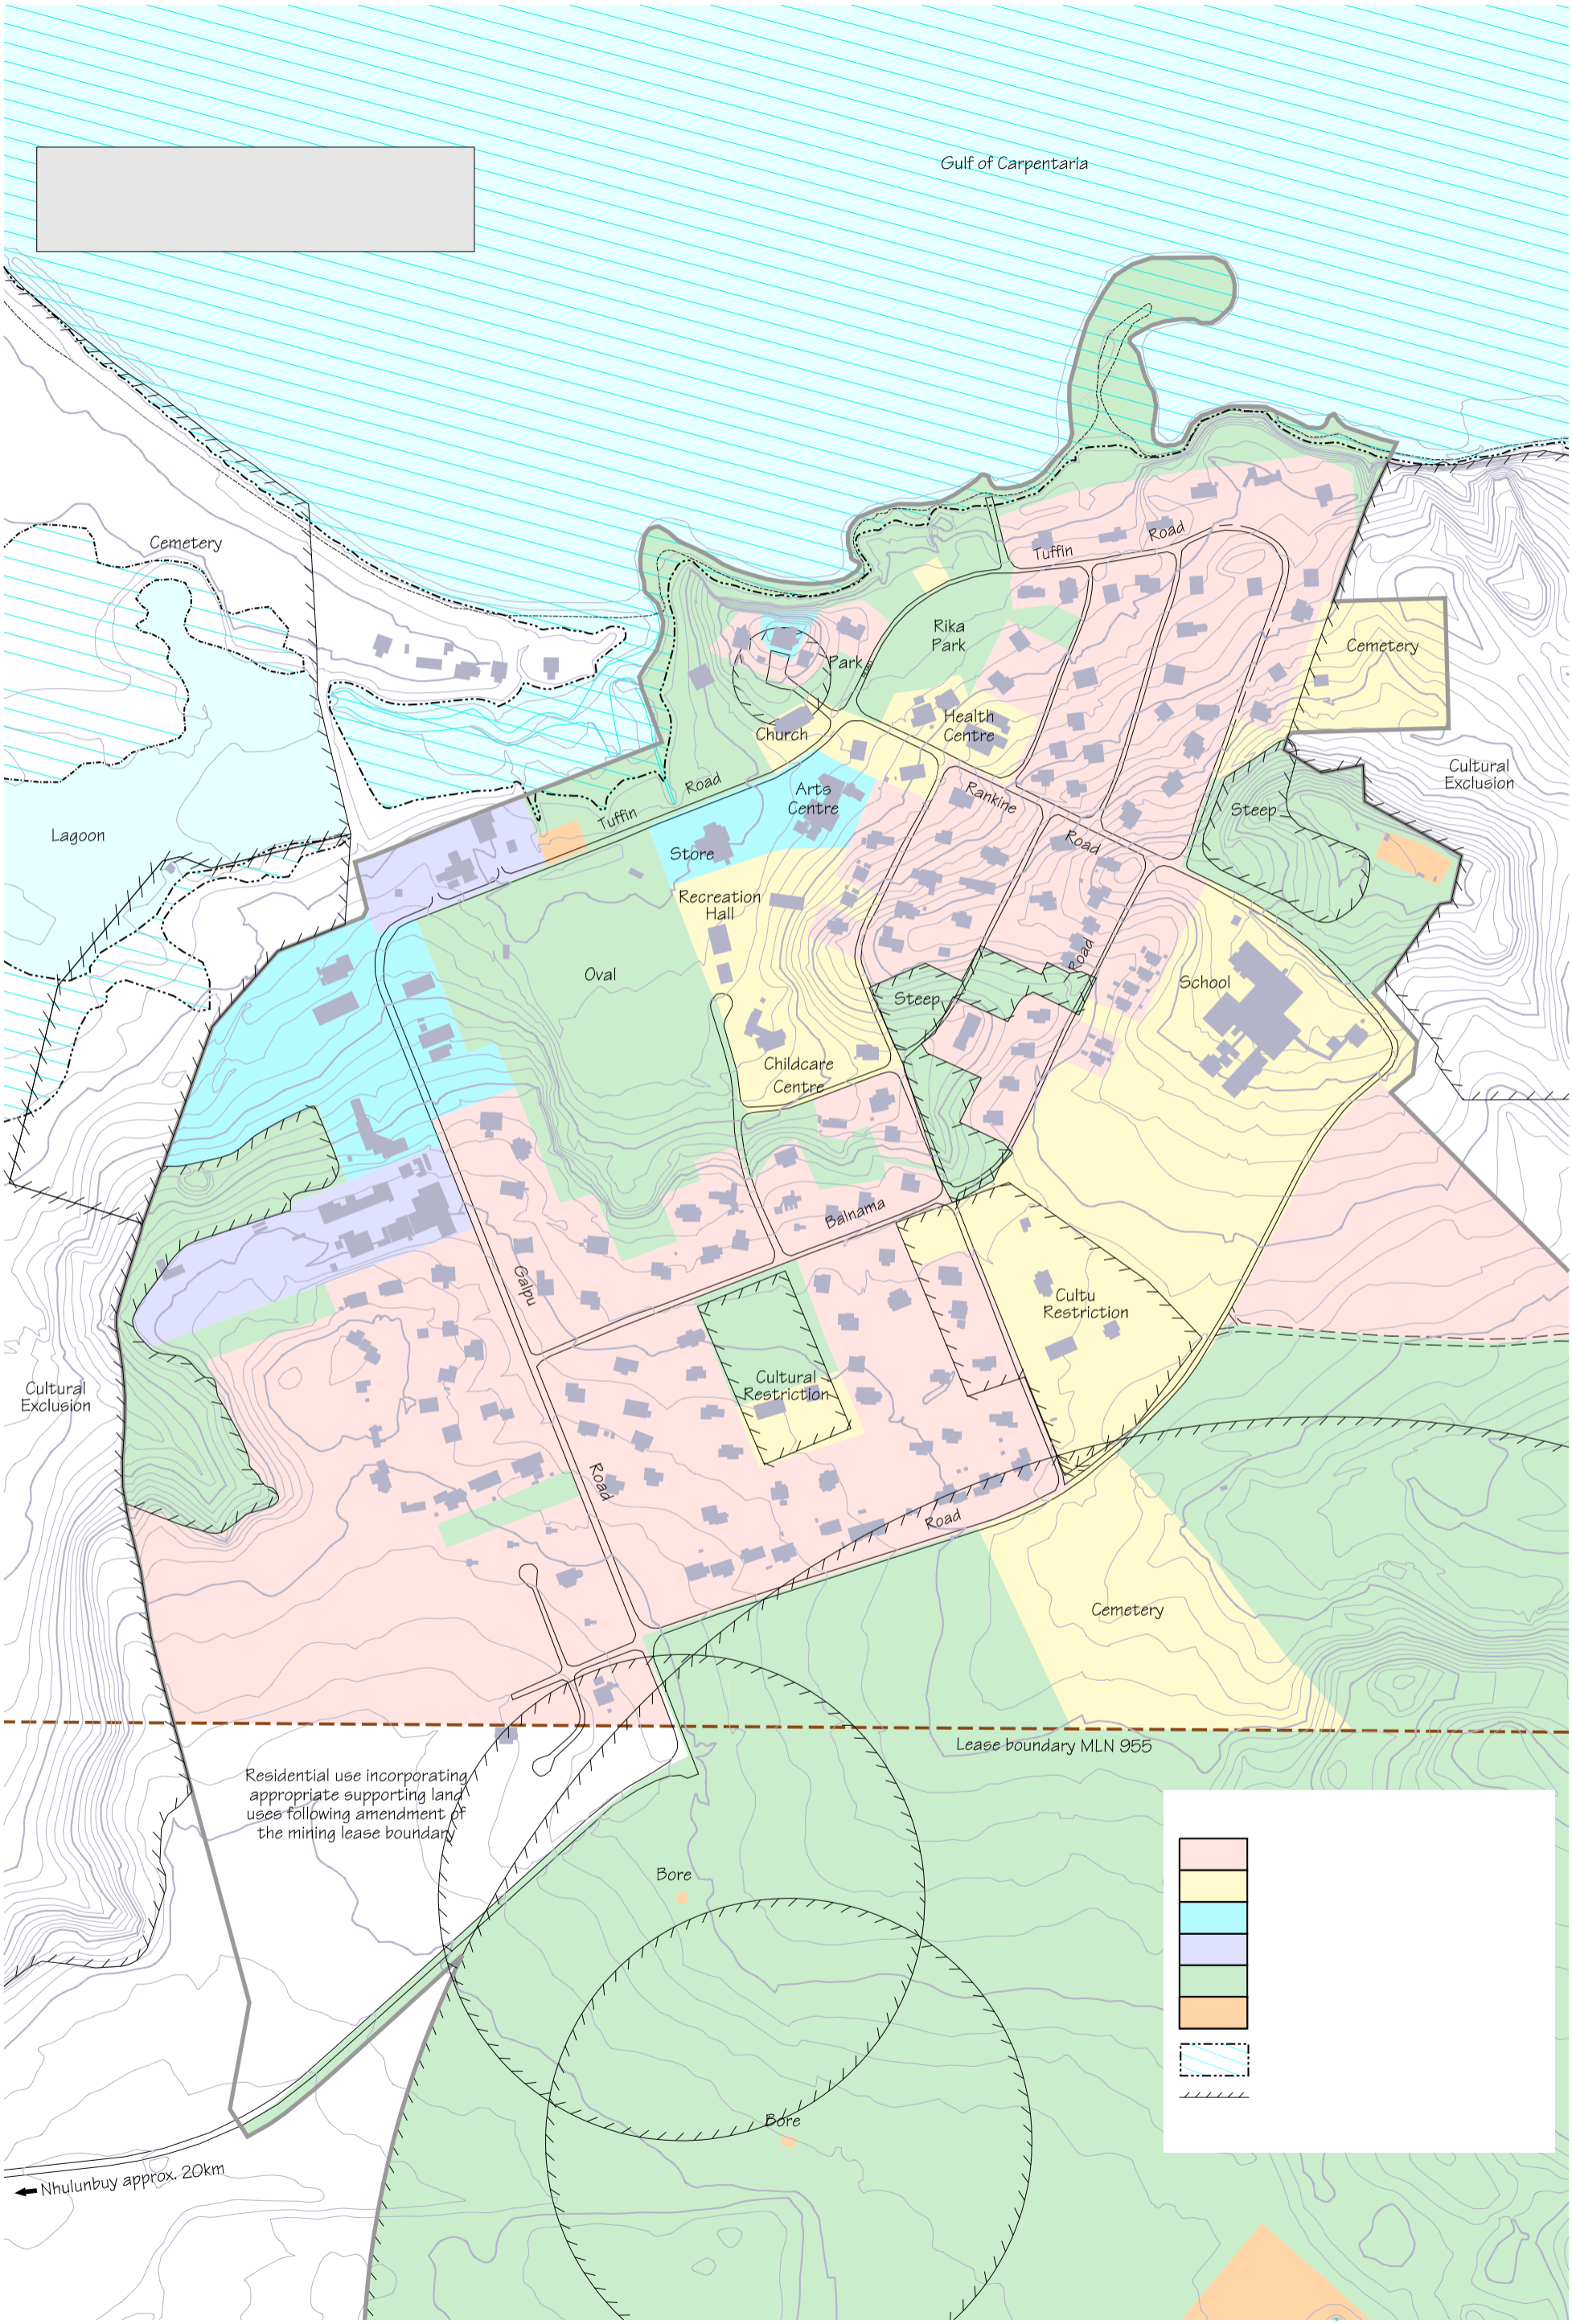 Gulf of Carpentaria
Cemetery
Tuffin
Road
Rika
Park
Park
Cemetery
Health
Centre
Church
Cultural
Exclusion
Road
Tuffin
Arts
Centre
Rankine
Road
Steep
Lagoon
Store
Recreation
Hall
Road
Oval
School
Steep
Childcare
Centre
Balnama
Galpu
Cultu
Restriction
Cultural
Restriction
Cultural
Exclusion
Road
Road
Cemetery
Lease boundary MLN 955
Residential use incorporating
appropriate supporting land
uses following amendment of
the mining lease boundary
Bore
Bore
Nhulunbuy approx. 20km